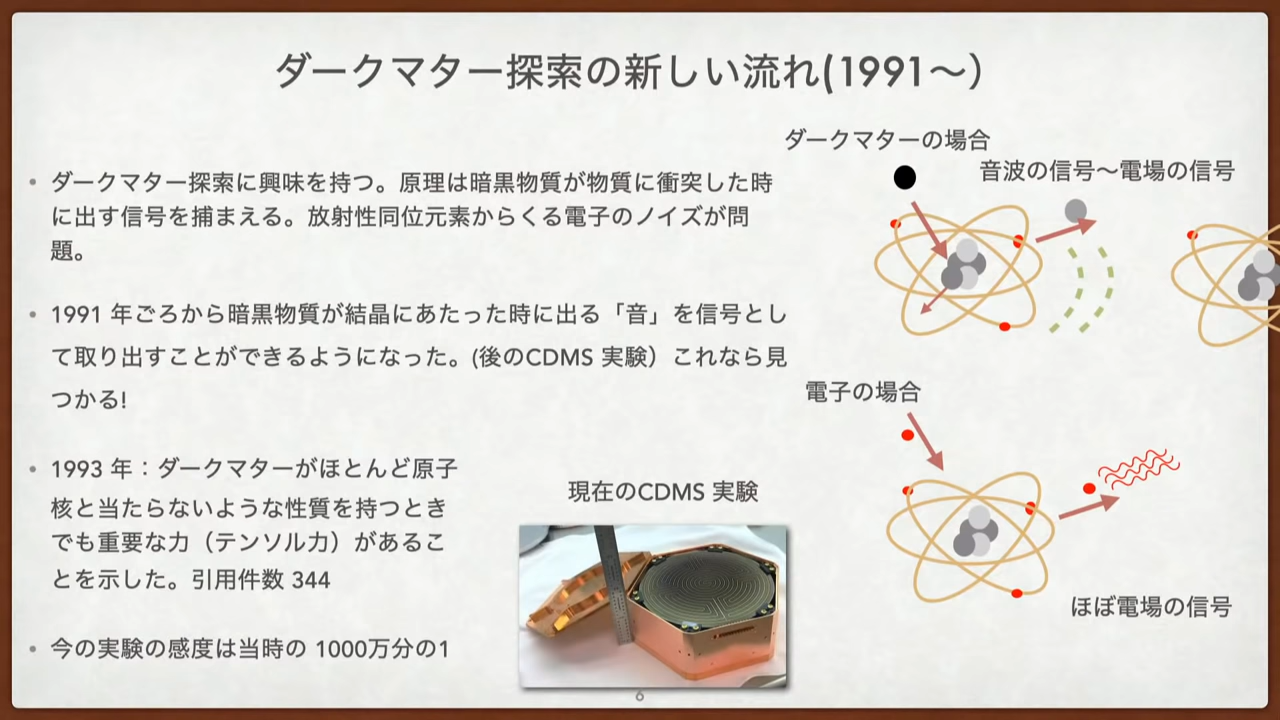 ダークマター探索の新しい流れ(1991〜）
• ダークマター探索に興味を持つ。原理は暗黒物質が物質に衝突した時
に出す信号を捕まえる。放射性同位元素からくる電子のノイズが問
題。
• 1991 年ごろから暗黒物質が結晶にあたった時に出る「音」を信号とし
て取り出すことができるようになった。(後のCDMS 実験）これなら見
つかる!
• 1993 年：ダークマターがほとんど原子
核と当たらないような性質を持つとき
でも重要な力（テンソル力）があるこ
とを示した。引用件数 344
• 今の実験の感度は当時の 1000万分の1
現在のCDMS 実験
ダークマターの場合
音波の信号〜電場の信号
電子の場合
ほぼ電場の信号
6